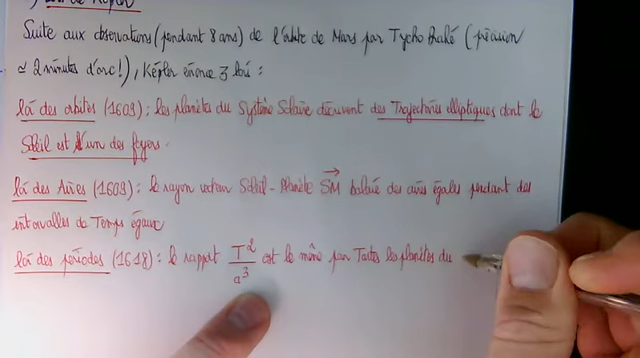 Lois de Kepler
Suite aux observations (pendant 8 ans) de l'orbite de Mars par Tycho Brahé (précision
≃ 2 minutes d'arc!), Képler énonce 3 lois :
loi des orbites (1609) : les planètes du Système Solaire décrivent des Trajectoires elliptiques dont le
Soleil est l'un des foyers.
loi des Aires (1609) : le rayon vecteur Soleil-Planète SM→ balaie des aires égales pendant des
intervalles de Temps égaux
loi des périodes (1618) : le rapport T²/a³ est le même pour Toutes les planètes du